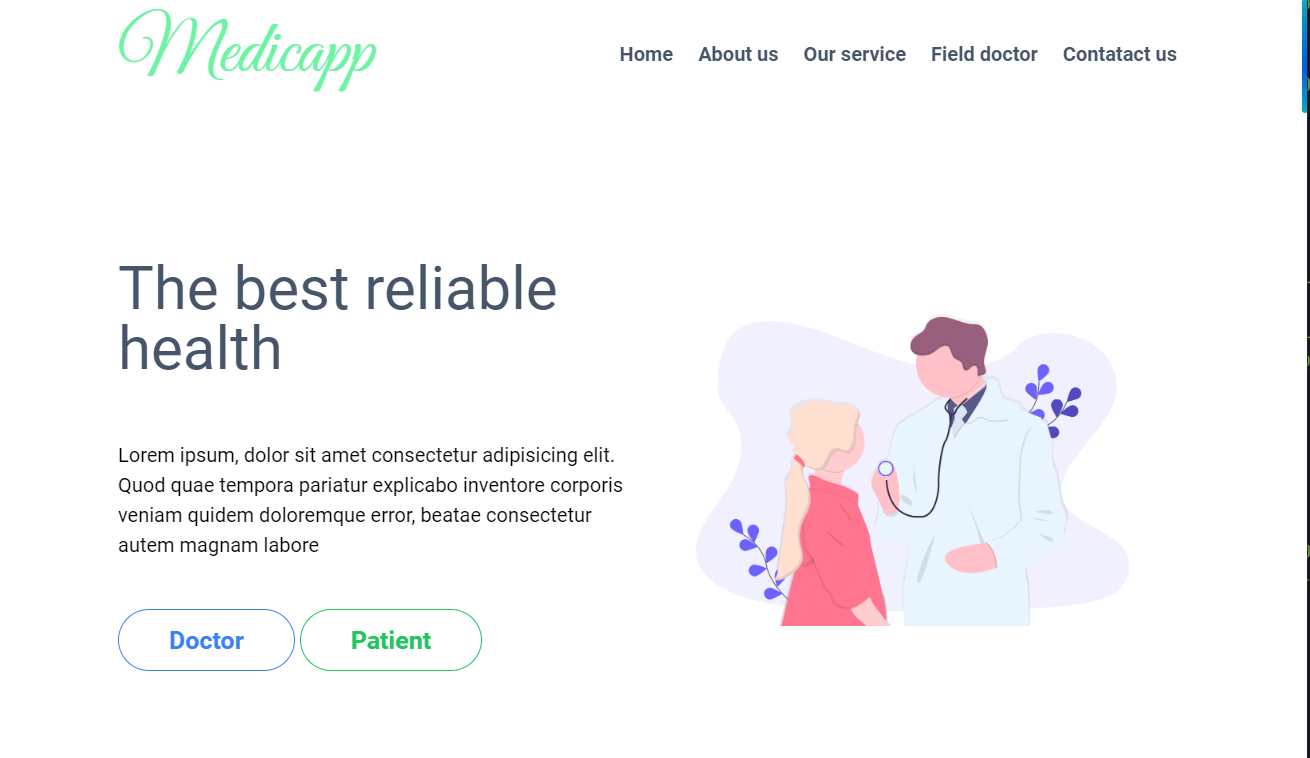 Medicapp
Home About us Our service Field doctor Contatact us
The best reliable
health
Lorem ipsum, dolor sit amet consectetur adipisicing elit.
Quod quae tempora pariatur explicabo inventore corporis
veniam quidem doloremque error, beatae consectetur
autem magnam labore
Doctor Patient